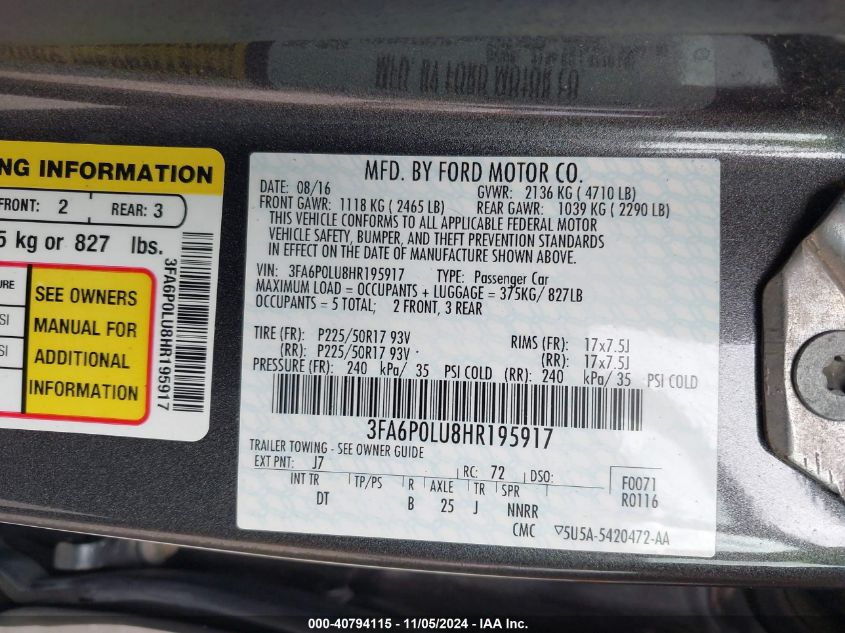 NG INFORMATION
FRONT: 2
REAR: 3
5 kg or 827 lbs.
URE
SI
SI
SEE OWNERS
MANUAL FOR
ADDITIONAL
INFORMATION
3FA6P0LU8HR195917
MFD. BY FORD MOTOR CO.
DATE: 08/16 GVWR: 2136 KG ( 4710 LB)
FRONT GAWR: 1118 KG ( 2465 LB) REAR GAWR: 1039 KG ( 2290 LB)
THIS VEHICLE CONFORMS TO ALL APPLICABLE FEDERAL MOTOR
VEHICLE SAFETY, BUMPER, AND THEFT PREVENTION STANDARDS
IN EFFECT ON THE DATE OF MANUFACTURE SHOWN ABOVE.
VIN: 3FA6P0LU8HR195917 TYPE: Passenger Car
MAXIMUM LOAD = OCCUPANTS + LUGGAGE = 375KG/ 827LB
OCCUPANTS = 5 TOTAL; 2 FRONT, 3 REAR
TIRE (FR): P225/50R17 93V RIMS (FR): 17x7.5J
(RR): P225/50R17 93V (RR): 17x7.5J
PRESSURE (FR): 240 kPa/ 35 PSI COLD (RR): 240 kPa/ 35 PSI COLD
3FA6P0LU8HR195917
TRAILER TOWING - SEE OWNER GUIDE
EXT PNT: J7 RC: 72 DSO: F0071
R0116
INT TR TP/PS R AXLE TR SPR
DT B 25 J NNRR
CMC ▽5U5A-5420472-AA
000-40794115 - 11/05/2024 - IAA Inc.